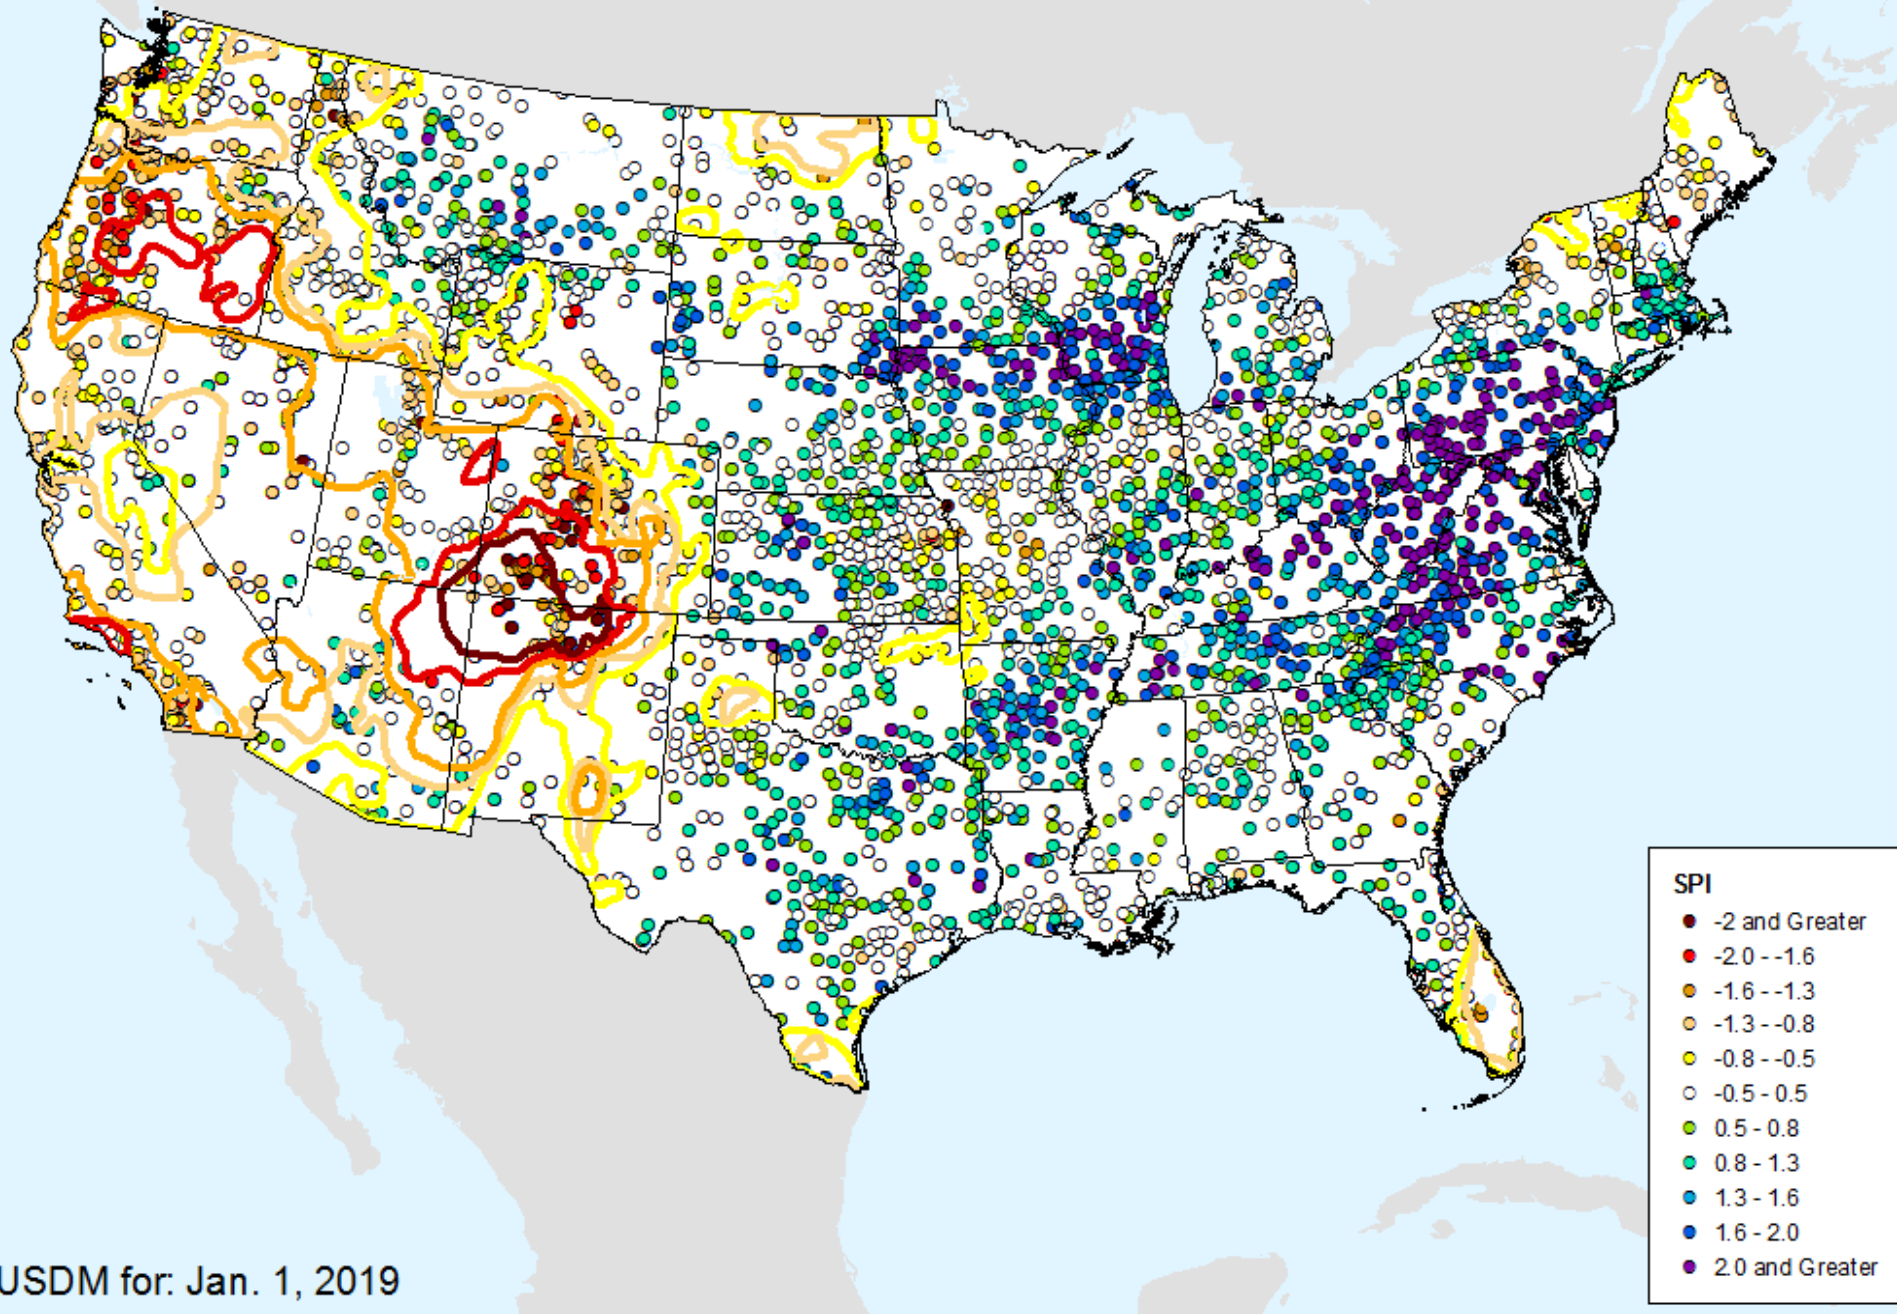 SPI
-2 and Greater
-2.0 - -1.6
-1.6 - -1.3
-1.3 - -0.8
-0.8 - -0.5
-0.5 - 0.5
0.5 - 0.8
0.8 - 1.3
1.3 - 1.6
1.6 - 2.0
2.0 and Greater
USDM for: Jan. 1, 2019